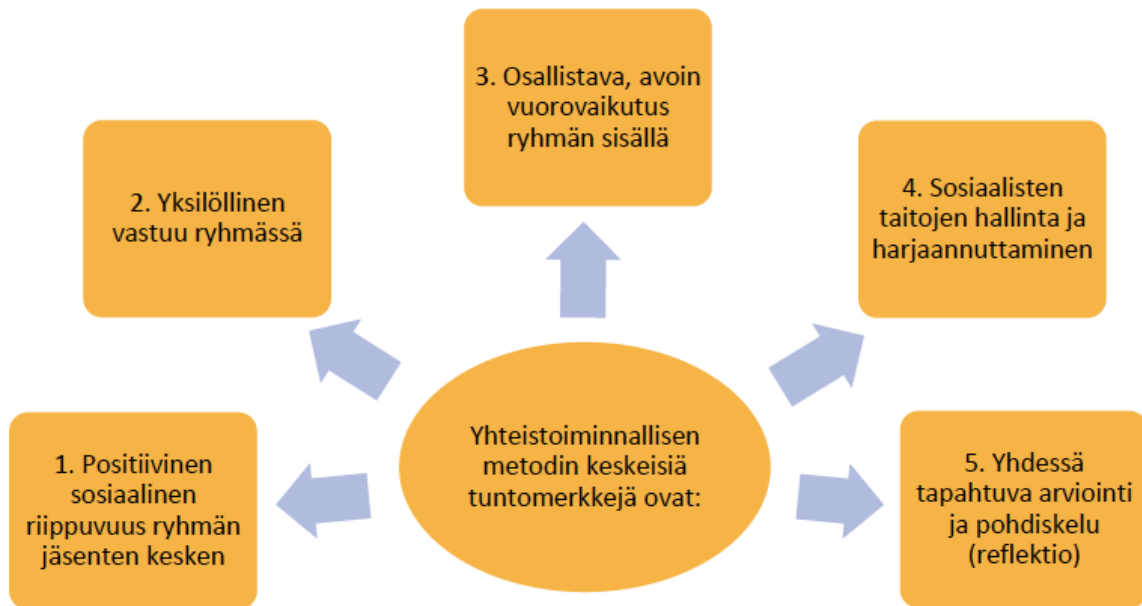 Yhteistoiminnallisen
metodin keskeisiä
tuntomerkkejä ovat:
1. Positiivinen
sosiaalinen
riippuvuus ryhmän
jäsenten kesken
2. Yksilöllinen
vastuu ryhmässä
3. Osallistava, avoin
vuorovaikutus
ryhmän sisällä
4. Sosiaalisten
taitojen hallinta ja
harjaannuttaminen
5. Yhdessä
tapahtuva arviointi
ja pohdiskelu
(reflektio)